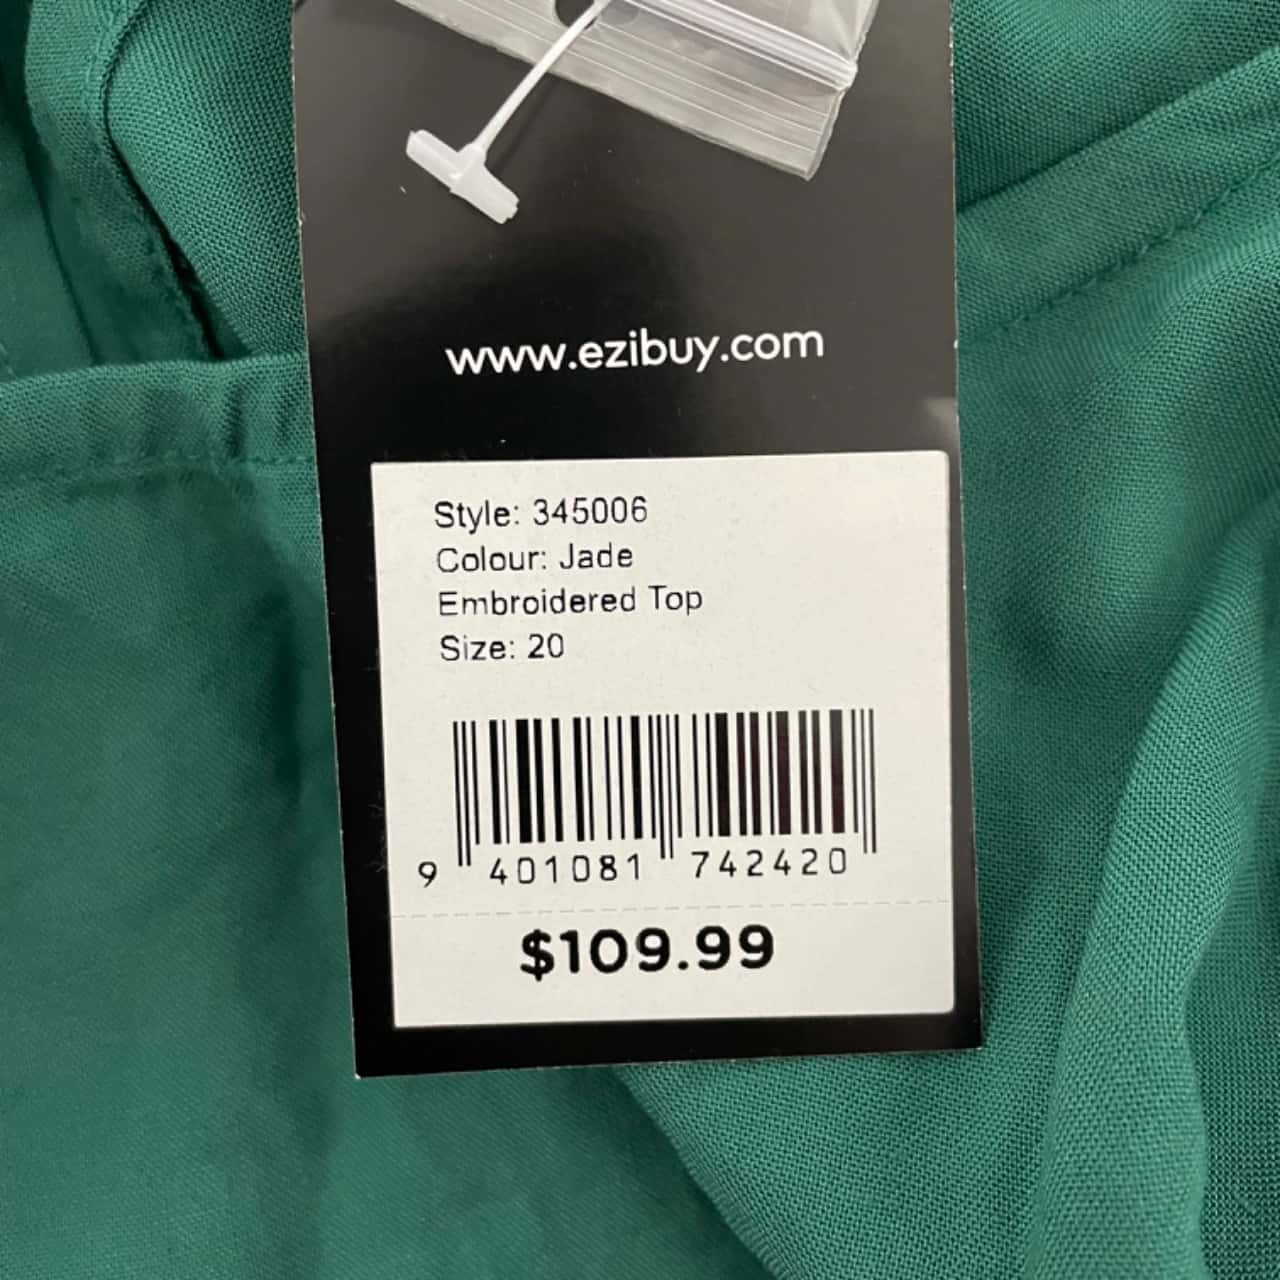 www.ezibuy.com
Style: 345006
Colour: Jade
Embroidered Top
Size: 20
9 401081 742420
$109.99